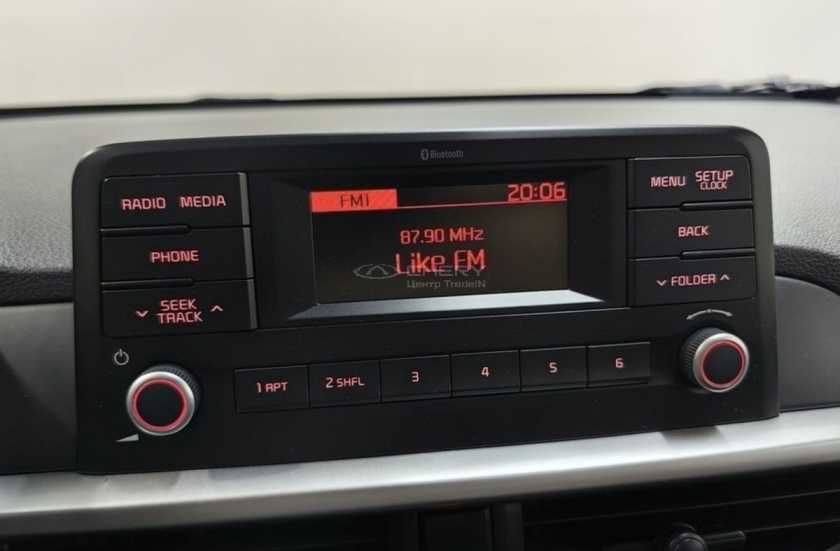 Bluetooth
RADIO MEDIA
PHONE
SEEK
TRACK
FM1 20:06
87.90 MHz
Like FM
CHERY
Центр TradeIN
MENU SETUP
CLOCK
BACK
FOLDER
1 RPT 2 SHFL 3 4 5 6